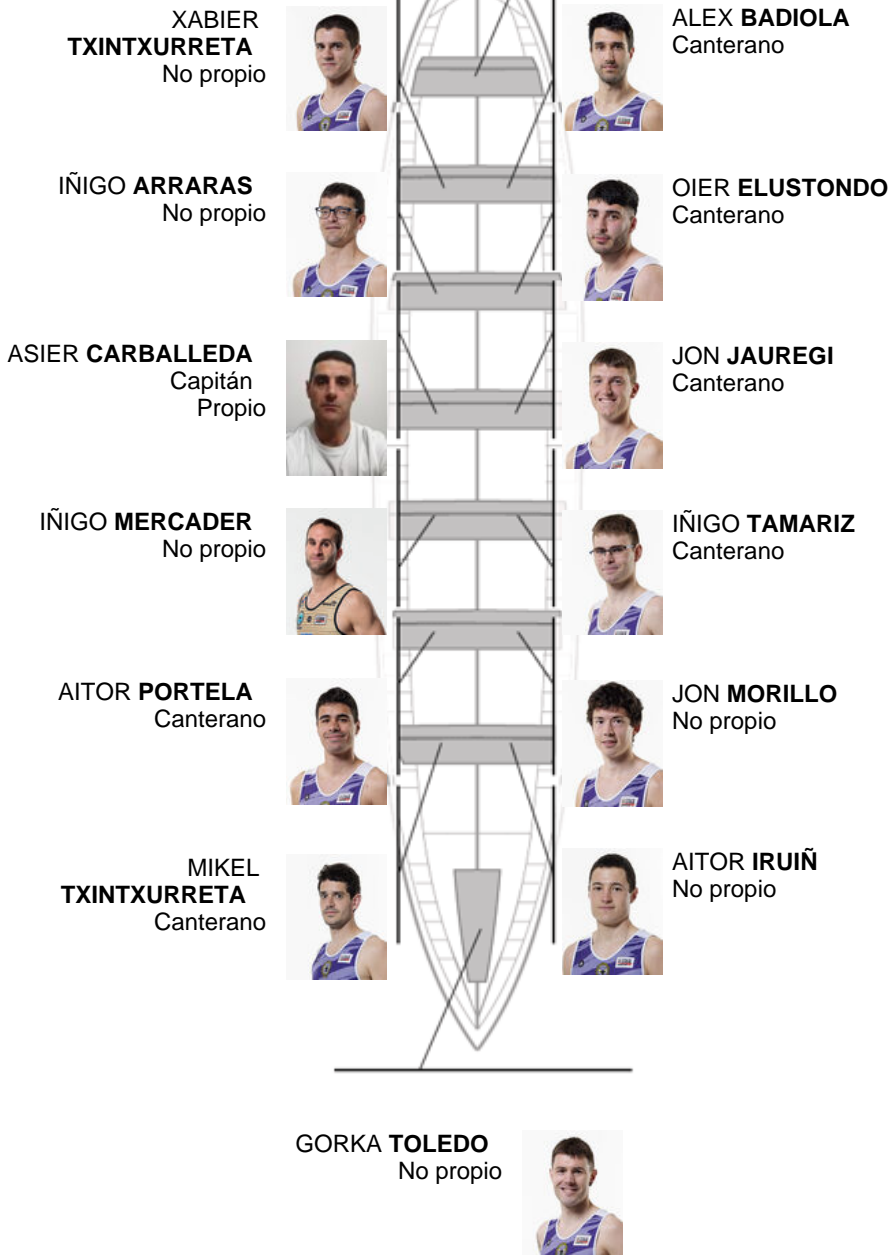 XABIER
TXINTXURRETA
No propio
ALEX BADIOLA
Canterano
IÑIGO ARRARAS
No propio
OIER ELUSTONDO
Canterano
ASIER CARBALLEDA
Capitán
Propio
JON JAUREGI
Canterano
IÑIGO MERCADER
No propio
IÑIGO TAMARIZ
Canterano
AITOR PORTELA
Canterano
JON MORILLO
No propio
MIKEL
TXINTXURRETA
Canterano
AITOR IRUIÑ
No propio
GORKA TOLEDO
No propio